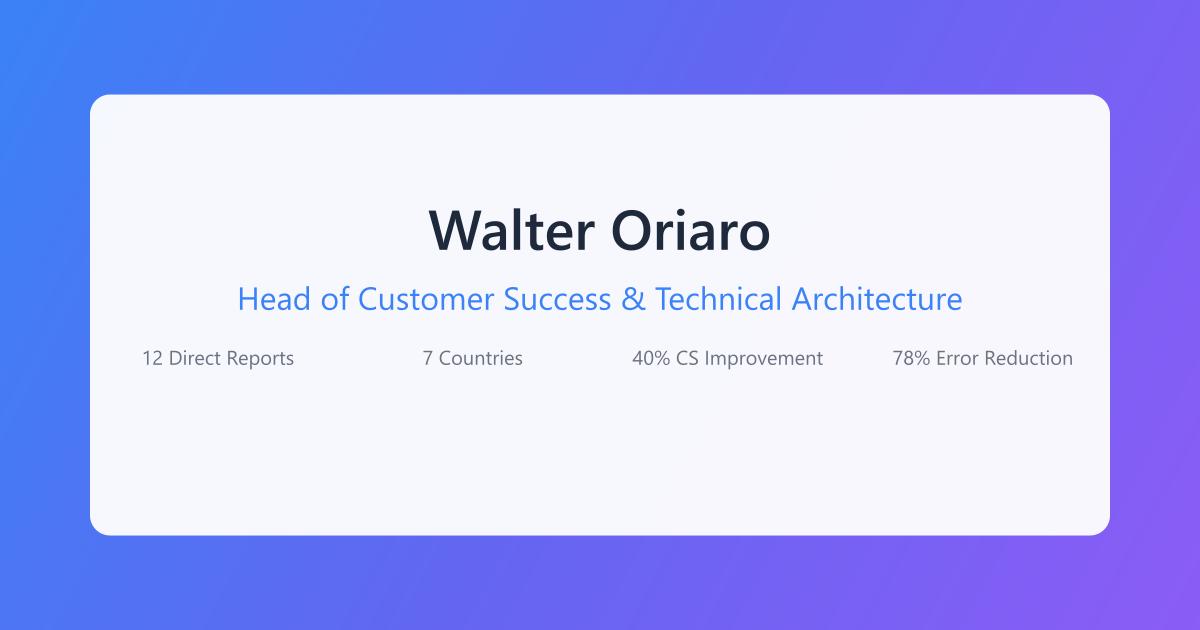 Walter Oriaro
Head of Customer Success & Technical Architecture
12 Direct Reports 7 Countries 40% CS Improvement 78% Error Reduction